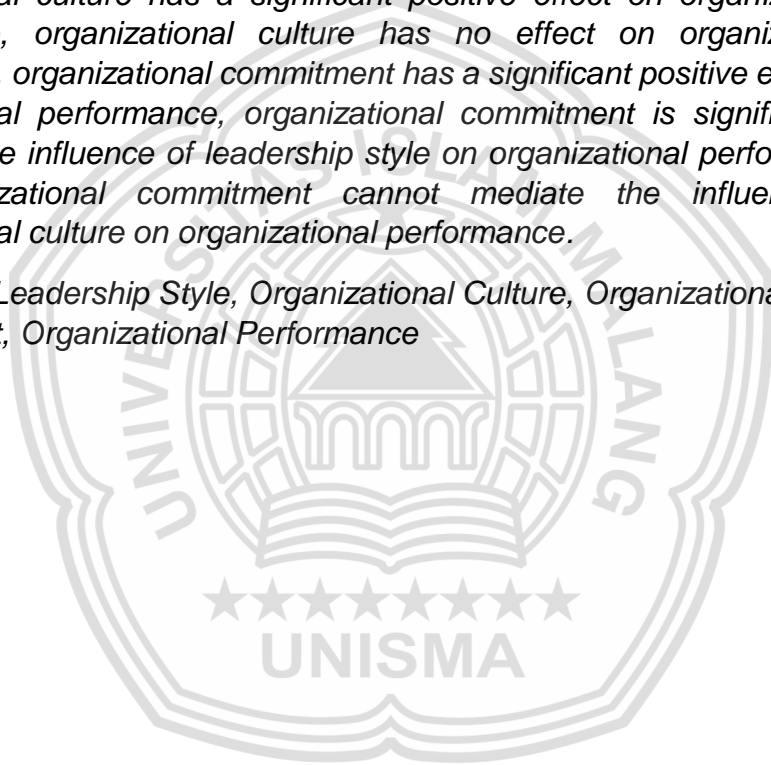 al culture has a significant positive effect on organiz
, organizational culture has no effect on organiz
, organizational commitment has a significant positive e
al performance, organizational commitment is signifi
e influence of leadership style on organizational perfo
zational commitment cannot mediate the influe
al culture on organizational performance.
Leadership Style, Organizational Culture, Organizationa
t, Organizational Performance
UNIVERSITAS ISLAM MALANG
UNISMA